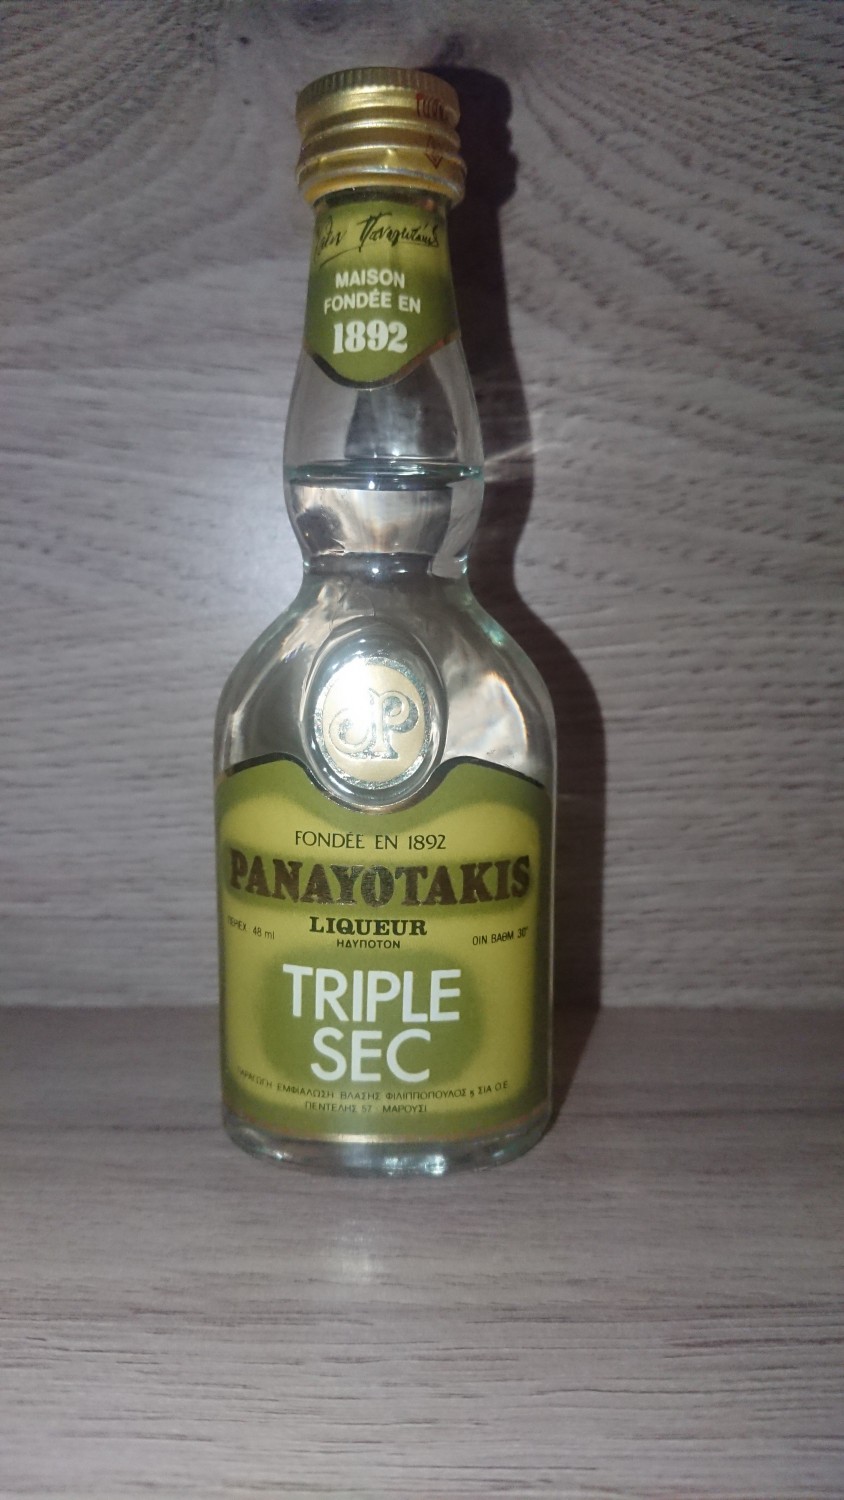 MAISON
FONDÉE EN
1892
FONDÉE EN 1892
PANAYOTAKIS
LIQUEUR
ΗΔΥΠΟΤΟΝ
ΠΕΡΙΕΧ. 48 ml
ΟΙΝ ΒΑΘΜ 30°
TRIPLE
SEC
ΠΑΡΑΓΩΓΗ ΕΜΦΙΑΛΩΣΗ ΒΛΑΣΗΣ ΦΙΛΙΠΠΟΠΟΥΛΟΣ & ΣΙΑ Ο.Ε
ΠΕΝΤΕΛΗΣ 57 - ΜΑΡΟΥΣΙ